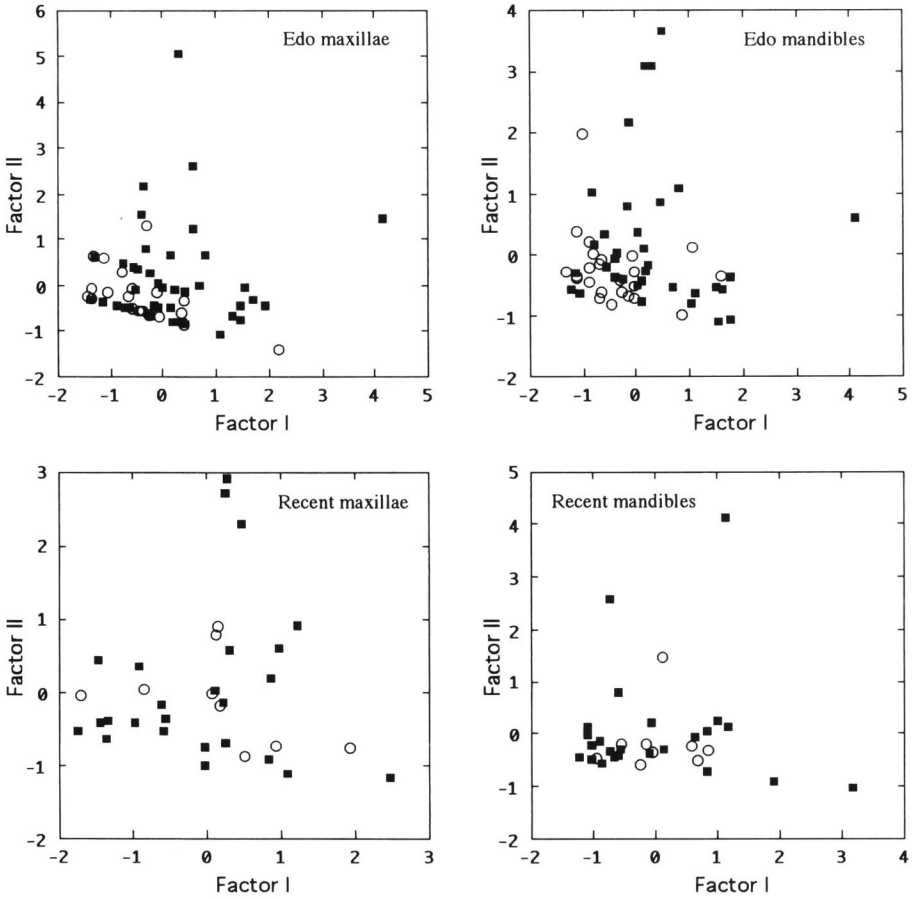 6
5
4
3
2
1
0
-1
-2
-2 -1 0 1 2 3 4 5
Factor II
Factor I
Edo maxillae
4
3
2
1
0
-1
-2
-2 -1 0 1 2 3 4 5
Factor II
Factor I
Edo mandibles
3
2
1
0
-1
-2
-2 -1 0 1 2 3
Factor II
Factor I
Recent maxillae
5
4
3
2
1
0
-1
-2
-2 -1 0 1 2 3 4
Factor II
Factor I
Recent mandibles